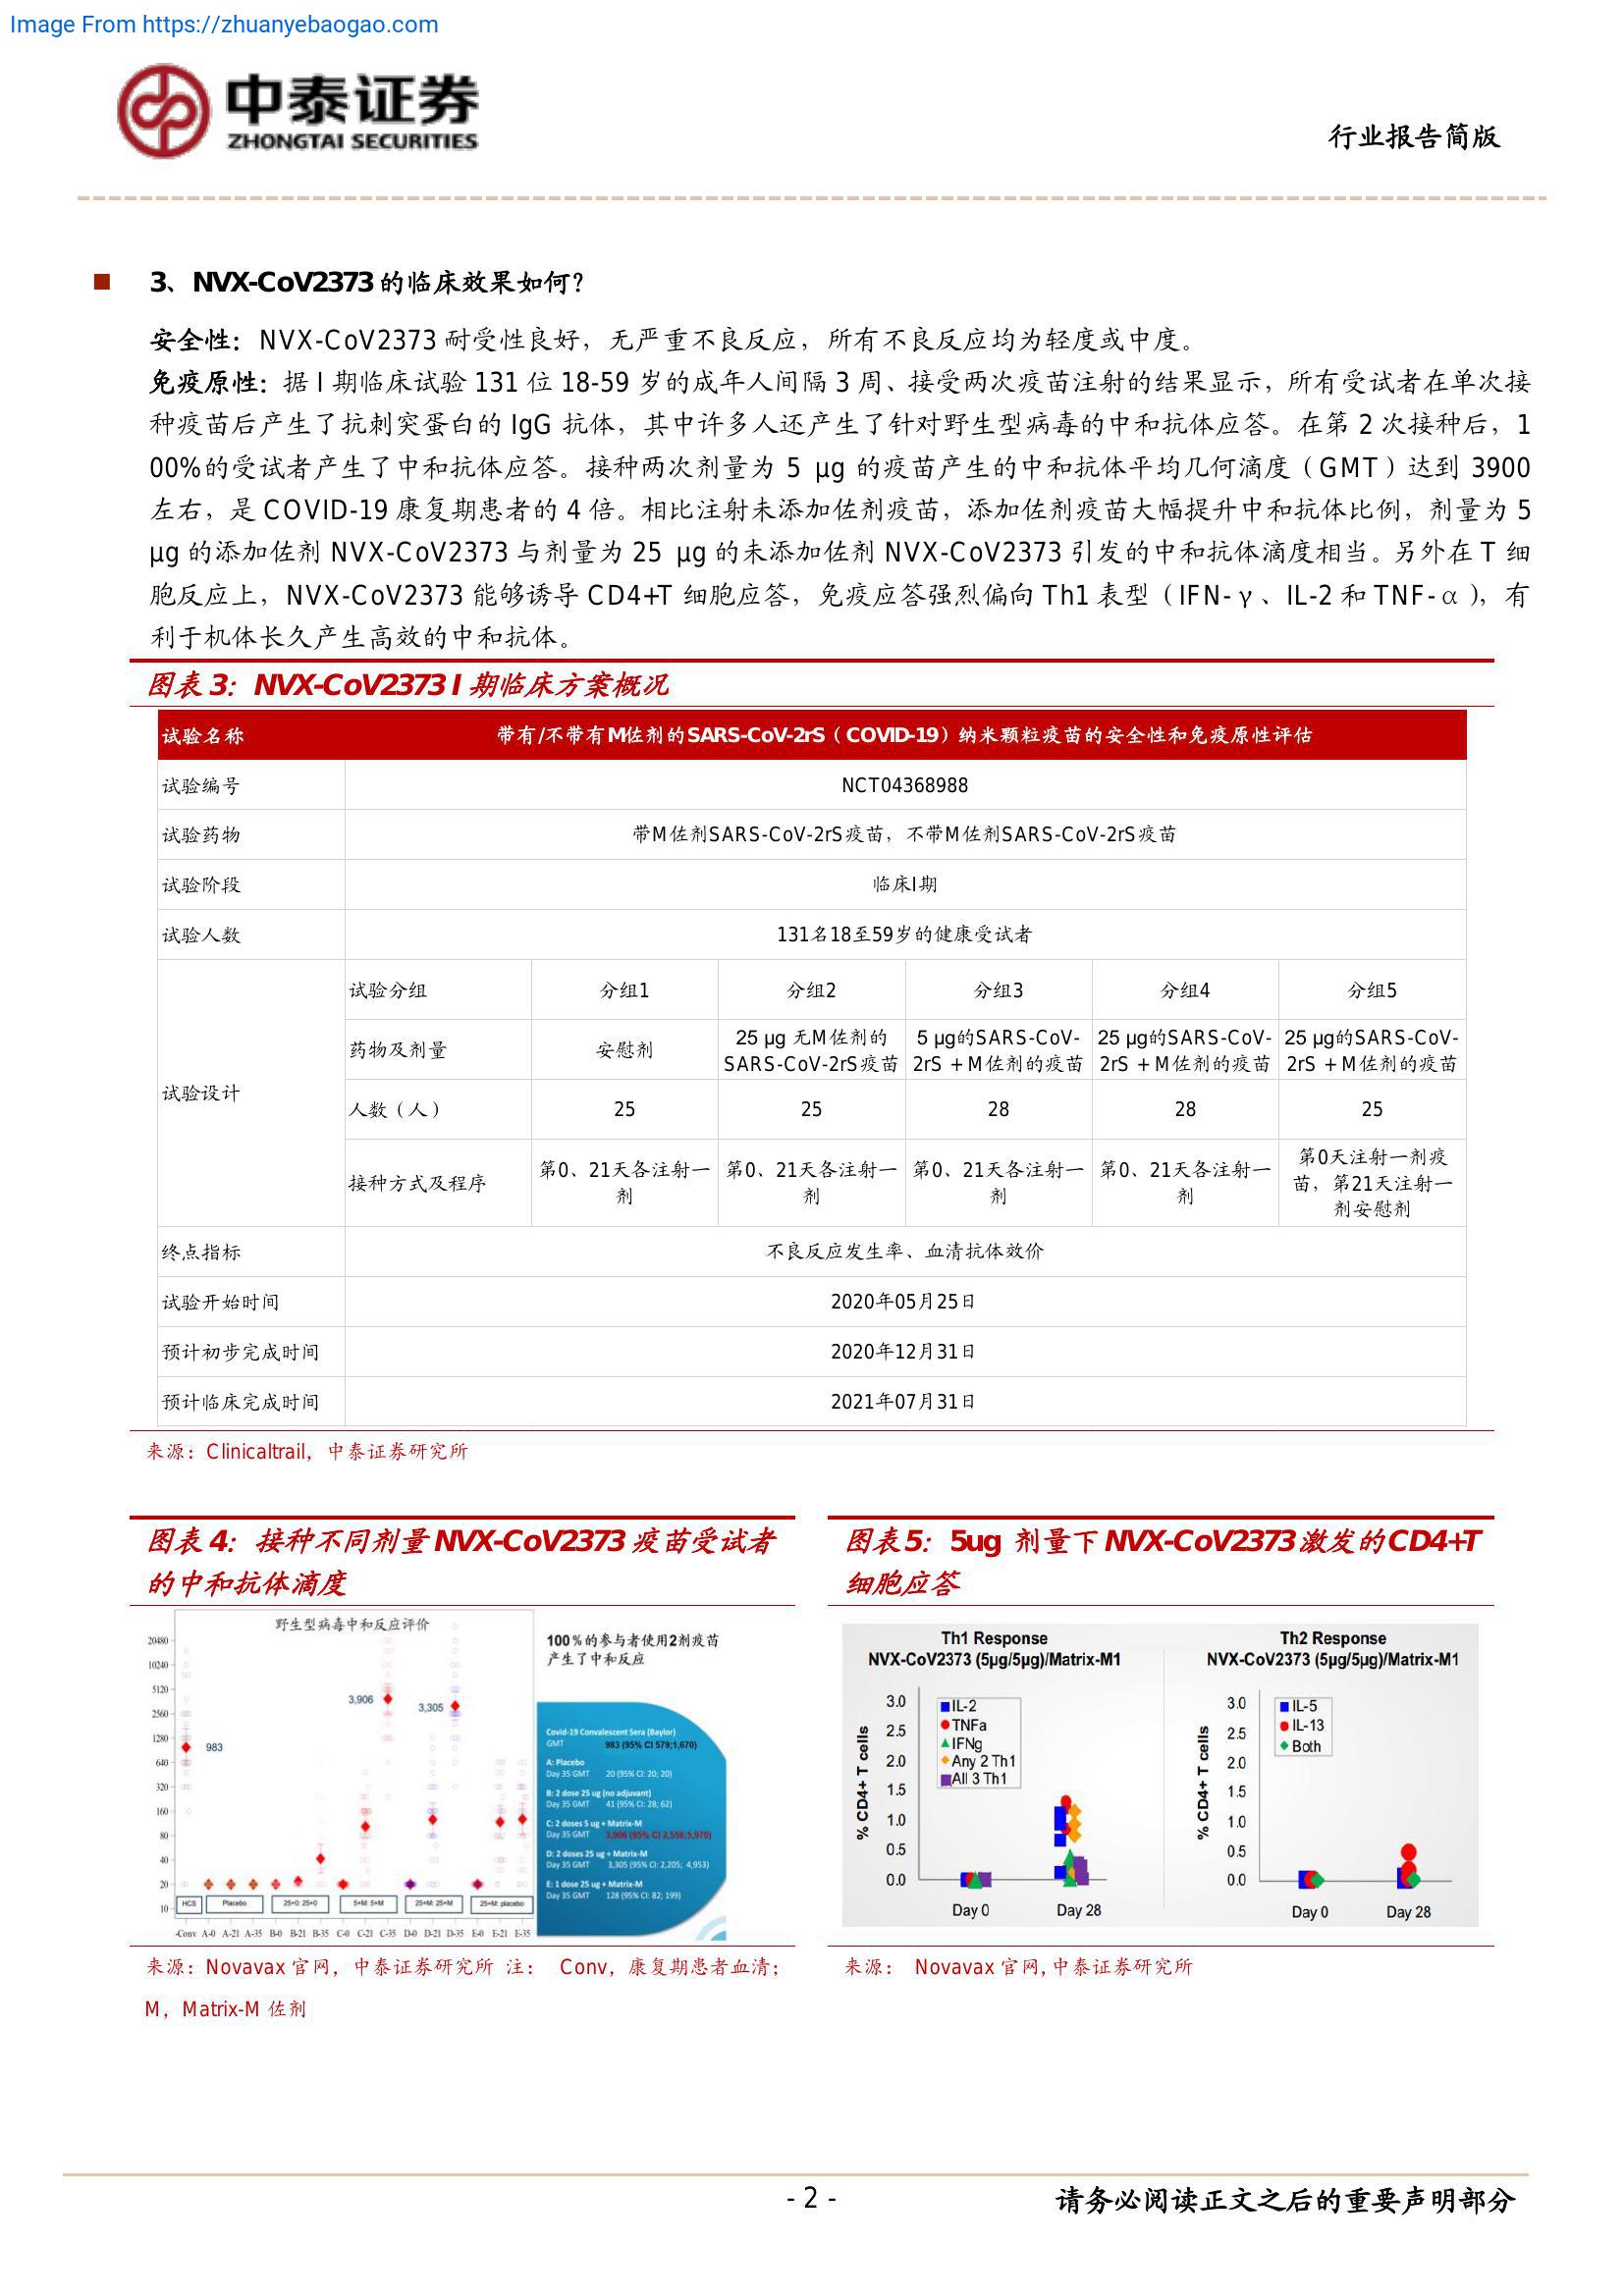 Image From https://zhuanyebaogao.com
中泰证券
ZHONGTAI SECURITIES
行业报告简版
3、NVX-CoV2373 的临床效果如何？
安全性：NVX-CoV2373 耐受性良好，无严重不良反应，所有不良反应均为轻度或中度。
免疫原性：据 I 期临床试验 131 位 18-59 岁的成年人间隔 3 周、接受两次疫苗注射的结果显示，所有受试者在单次接
种疫苗后产生了抗刺突蛋白的 IgG 抗体，其中许多人还产生了针对野生型病毒的中和抗体应答。在第 2 次接种后，1
00%的受试者产生了中和抗体应答。接种两次剂量为 5 μg 的疫苗产生的中和抗体平均几何滴度（GMT）达到 3900
左右，是 COVID-19 康复期患者的 4 倍。相比注射未添加佐剂疫苗，添加佐剂疫苗大幅提升中和抗体比例，剂量为 5
μg 的添加佐剂 NVX-CoV2373 与剂量为 25 μg 的未添加佐剂 NVX-CoV2373 引发的中和抗体滴度相当。另外在 T 细
胞反应上，NVX-CoV2373 能够诱导 CD4+T 细胞应答，免疫应答强烈偏向 Th1 表型（IFN-γ、IL-2 和 TNF-α），有
利于机体长久产生高效的中和抗体。
图表 3：NVX-CoV2373 I 期临床方案概况
试验名称 带有/不带有M佐剂的SARS-CoV-2rS（COVID-19）纳米颗粒疫苗的安全性和免疫原性评估
试验编号 NCT04368988
试验药物 带M佐剂SARS-CoV-2rS疫苗，不带M佐剂SARS-CoV-2rS疫苗
试验阶段 临床I期
试验人数 131名18至59岁的健康受试者
试验设计
试验分组 分组1 分组2 分组3 分组4 分组5
药物及剂量 安慰剂 25 μg 无M佐剂的SARS-CoV-2rS疫苗 5 μg的SARS-CoV-2rS + M佐剂的疫苗 25 μg的SARS-CoV-2rS + M佐剂的疫苗 25 μg的SARS-CoV-2rS + M佐剂的疫苗
人数（人） 25 25 28 28 25
接种方式及程序 第0、21天各注射一剂 第0、21天各注射一剂 第0、21天各注射一剂 第0、21天各注射一剂 第0天注射一剂疫苗，第21天注射一剂安慰剂
终点指标 不良反应发生率、血清抗体效价
试验开始时间 2020年05月25日
预计初步完成时间 2020年12月31日
预计临床完成时间 2021年07月31日
来源：Clinicaltrail，中泰证券研究所
图表 4：接种不同剂量 NVX-CoV2373 疫苗受试者
的中和抗体滴度
野生型病毒中和反应评价
20480
10240
5120
2560
1280
640
320
160
80
40
20
10
983
3,906
3,305
HCS Placebo 25+0: 25+0 5+M: 5+M 25+M: 25+M 25+M: placebo
-Conv A-0 A-21 A-35 B-0 B-21 B-35 C-0 C-21 C-35 D-0 D-21 D-35 E-0 E-21 E-35
100%的参与者使用2剂疫苗
产生了中和反应
Covid-19 Convalescent Sera (Baylor)
GMT 983 (95% CI 579;1,670)
A: Placebo
Day 35 GMT 20 (95% CI: 20; 20)
B: 2 dose 25 ug (no adjuvant)
Day 35 GMT 41 (95% CI: 28; 62)
C: 2 doses 5 ug + Matrix-M
Day 35 GMT 3,906 (95% CI 2,556;5,970)
D: 2 doses 25 ug + Matrix-M
Day 35 GMT 3,305 (95% CI: 2,205; 4,953)
E: 1 dose 25 ug + Matrix-M
Day 35 GMT 128 (95% CI: 82; 199)
来源：Novavax 官网，中泰证券研究所 注： Conv，康复期患者血清；
M，Matrix-M 佐剂
图表 5：5ug 剂量下 NVX-CoV2373 激发的 CD4+T
细胞应答
Th1 Response
NVX-CoV2373 (5μg/5μg)/Matrix-M1
% CD4+ T cells
3.0
2.5
2.0
1.5
1.0
0.5
0.0
IL-2
TNFa
IFNg
Any 2 Th1
All 3 Th1
Day 0 Day 28
Th2 Response
NVX-CoV2373 (5μg/5μg)/Matrix-M1
% CD4+ T cells
3.0
2.5
2.0
1.5
1.0
0.5
0.0
IL-5
IL-13
Both
Day 0 Day 28
来源： Novavax 官网,中泰证券研究所
- 2 -
请务必阅读正文之后的重要声明部分